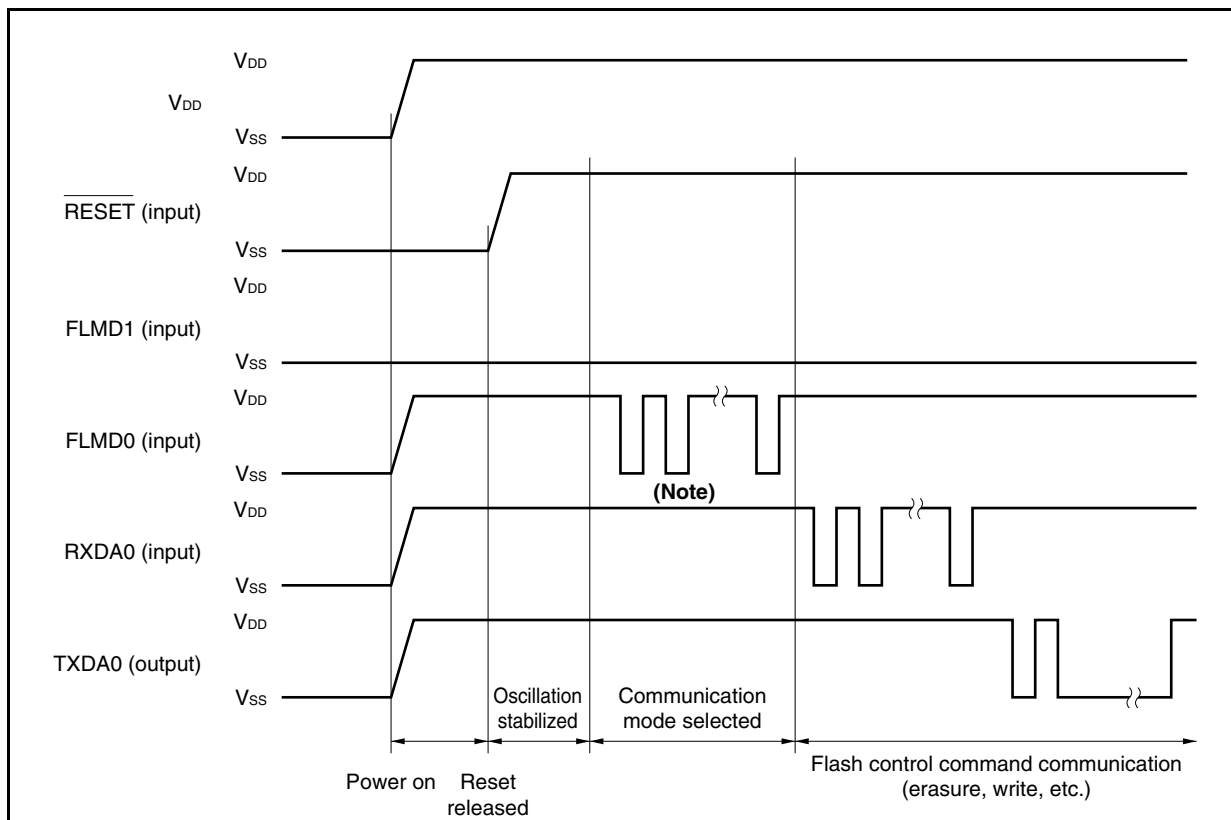 VDD
VDD
VSS
VDD
RESET (input)
VSS
VDD
FLMD1 (input)
VSS
VDD
FLMD0 (input)
VSS
(Note)
VDD
RXDA0 (input)
VSS
VDD
TXDA0 (output)
VSS
Oscillation
stabilized
Communication
mode selected
Power on
Reset
released
Flash control command communication
(erasure, write, etc.)